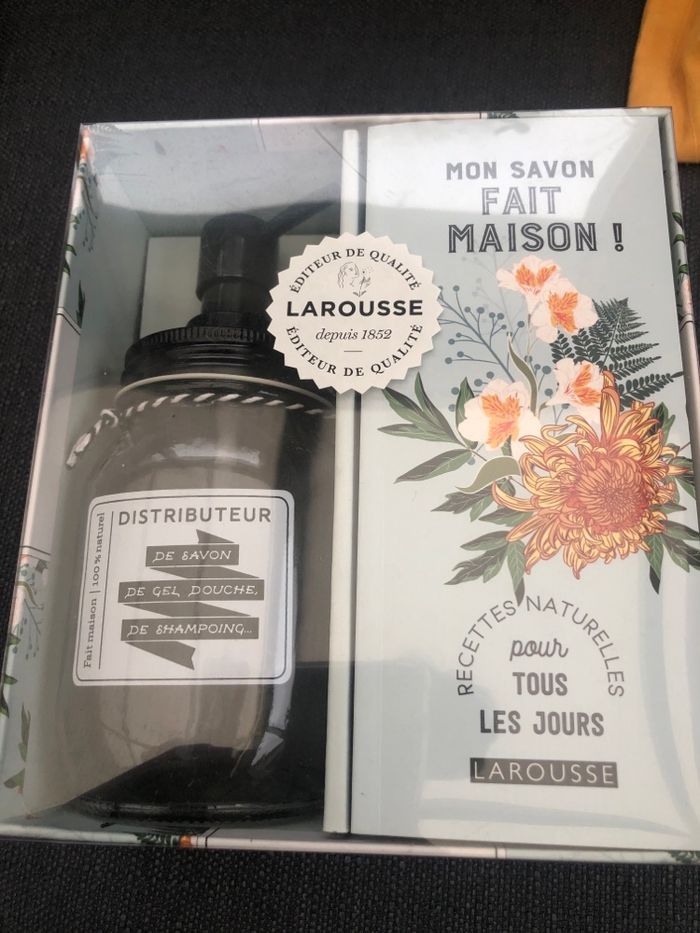 MON SAVON
FAIT
MAISON !
ÉDITEUR DE QUALITÉ
LAROUSSE
depuis 1852
ÉDITEUR DE QUALITÉ
Fait maison | 100% naturel
DISTRIBUTEUR
DE SAVON
DE GEL DOUCHE,
DE SHAMPOING...
RECETTES NATURELLES
pour
TOUS
LES JOURS
LAROUSSE